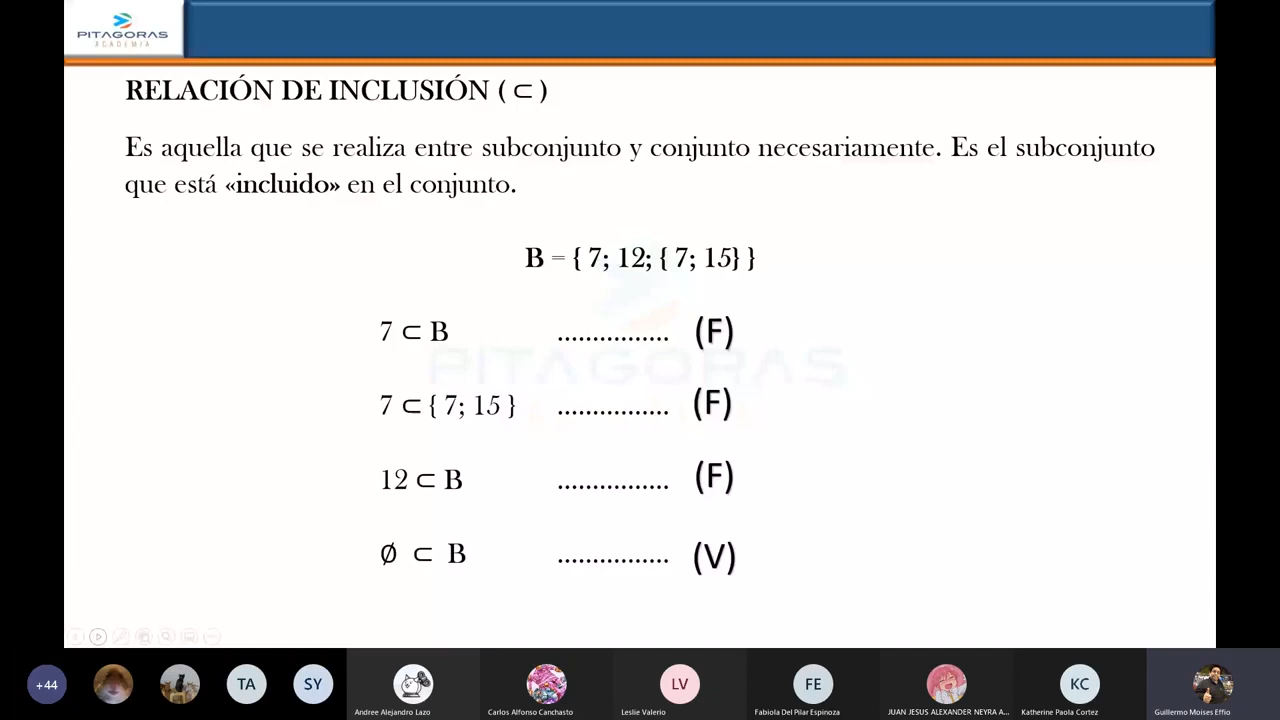 PITAGORAS
ACADEMIA
RELACIÓN DE INCLUSIÓN ( ⊂ )
Es aquella que se realiza entre subconjunto y conjunto necesariamente. Es el subconjunto
que está «incluido» en el conjunto.
B = { 7; 12; { 7; 15} }
7 ⊂ B ................ (F)
7 ⊂ { 7; 15 } ................ (F)
12 ⊂ B ................ (F)
∅ ⊂ B ................ (V)
PITAGORAS
+44 TA SY LV FE KC
Andree Alejandro Lazo Carlos Alfonso Canchasto Leslie Valerio Fabiola Del Pilar Espinoza JUAN JESUS ALEXANDER NEYRA A... Katherine Paola Cortez Guillermo Moises Effio